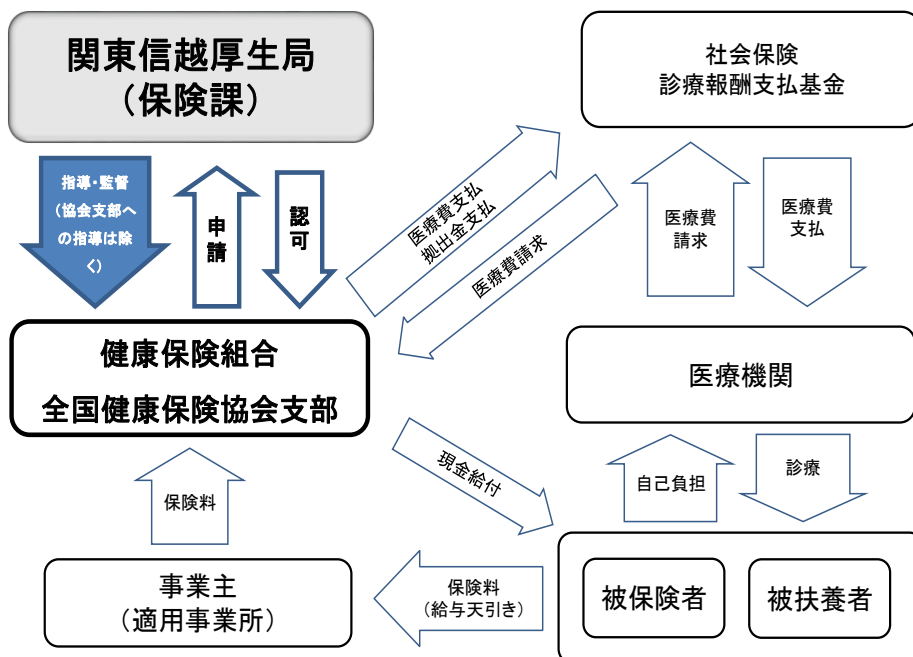 関東信越厚生局
（保険課）
社会保険
診療報酬支払基金
指導・監督
（協会支部へ
の指導は除
く）
申請
認可
医療費支払
拠出金支払
医療費請求
医療費
請求
医療費
支払
健康保険組合
全国健康保険協会支部
医療機関
保険料
現金給付
自己負担
診療
事業主
（適用事業所）
保険料
（給与天引き）
被保険者
被扶養者